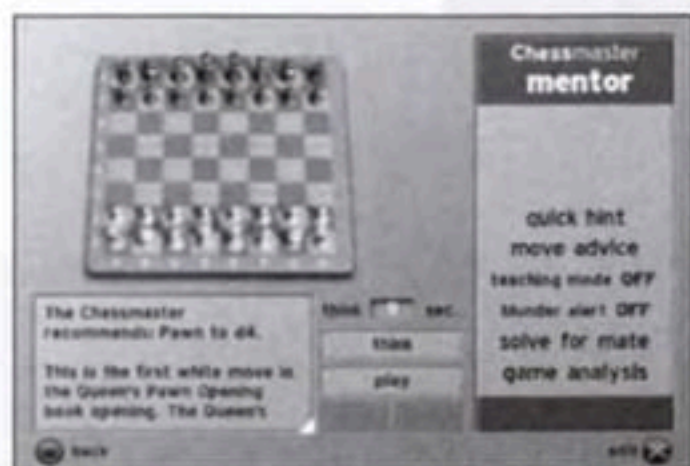 Chessmaster
mentor
quick hint
move advice
teaching mode OFF
blunder alert OFF
solve for mate
game analysis
The Chessmaster
recommends: Pawn to d4.
This is the first white move in
the Queen's Pawn Opening
book opening. The Queen's
think
sec.
think
play
back
exit